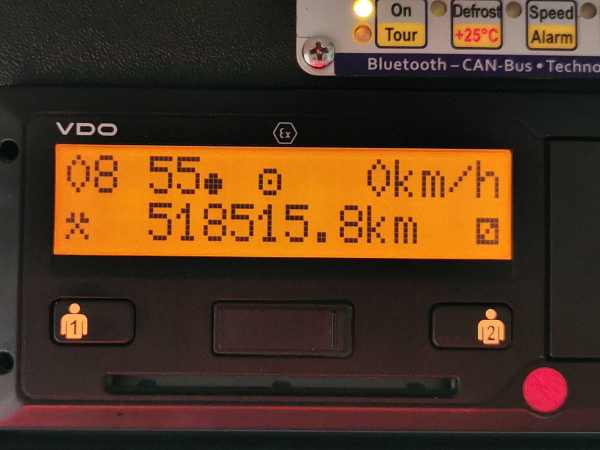 On
Tour
Defrost
+25°C
Speed
Alarm
Bluetooth – CAN-Bus • Techno
VDO
Ex
08 55 0km/h
518515.8km
1
2